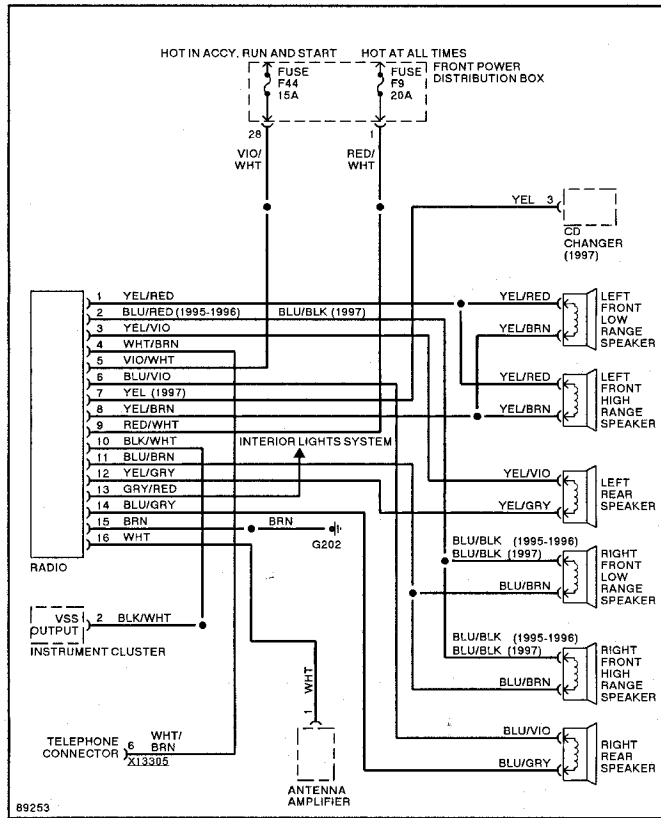 HOT IN ACCY, RUN AND START HOT AT ALL TIMES
FUSE
F44
15A
FUSE
F9
20A
FRONT POWER
DISTRIBUTION BOX
28
1
VIO/
WHT
RED/
WHT
YEL 3
CD
CHANGER
(1997)
1 YEL/RED
2 BLU/RED (1995-1996) BLU/BLK (1997)
3 YEL/VIO
4 WHT/BRN
5 VIO/WHT
6 BLU/VIO
7 YEL (1997)
8 YEL/BRN
9 RED/WHT
10 BLK/WHT
11 BLU/BRN
12 YEL/GRY
13 GRY/RED
14 BLU/GRY
15 BRN
16 WHT
RADIO
INTERIOR LIGHTS SYSTEM
BRN
G202
YEL/RED
YEL/BRN
LEFT
FRONT
LOW
RANGE
SPEAKER
YEL/RED
YEL/BRN
LEFT
FRONT
HIGH
RANGE
SPEAKER
YEL/VIO
YEL/GRY
LEFT
REAR
SPEAKER
BLU/BLK (1995-1996)
BLU/BLK (1997)
BLU/BRN
RIGHT
FRONT
LOW
RANGE
SPEAKER
BLU/BLK (1995-1996)
BLU/BLK (1997)
BLU/BRN
RIGHT
FRONT
HIGH
RANGE
SPEAKER
BLU/VIO
BLU/GRY
RIGHT
REAR
SPEAKER
VSS
OUTPUT
2 BLK/WHT
INSTRUMENT CLUSTER
TELEPHONE
CONNECTOR
6 WHT/
BRN
X13305
WHT
1
ANTENNA
AMPLIFIER
89253